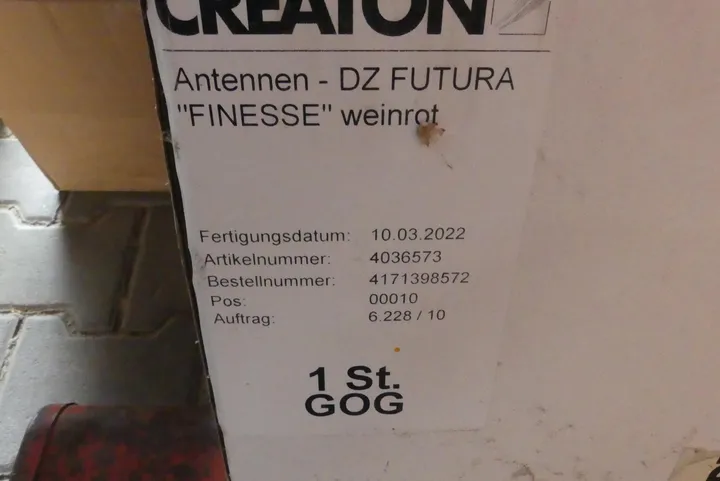 CREATON
Antennen - DZ FUTURA
"FINESSE" weinrot
Fertigungsdatum: 10.03.2022
Artikelnummer: 4036573
Bestellnummer: 4171398572
Pos: 00010
Auftrag: 6.228 / 10
1 St.
GOG